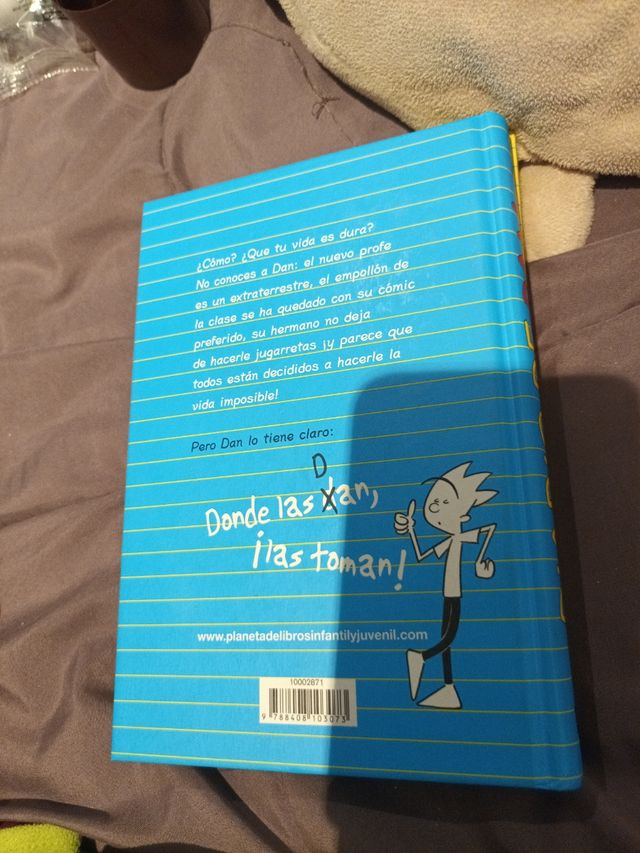 ¿Cómo? ¿Que tu vida es dura?
No conoces a Dan: el nuevo profe
es un extraterrestre, el empollón de
la clase se ha quedado con su cómic
preferido, su hermano no deja
de hacerle jugarretas ¡y parece que
todos están decididos a hacerle la
vida imposible!
Pero Dan lo tiene claro:
D
Donde las dan,
¡las toman!
www.planetadelibrosinfantilyjuvenil.com
10002871
9 788408 103073